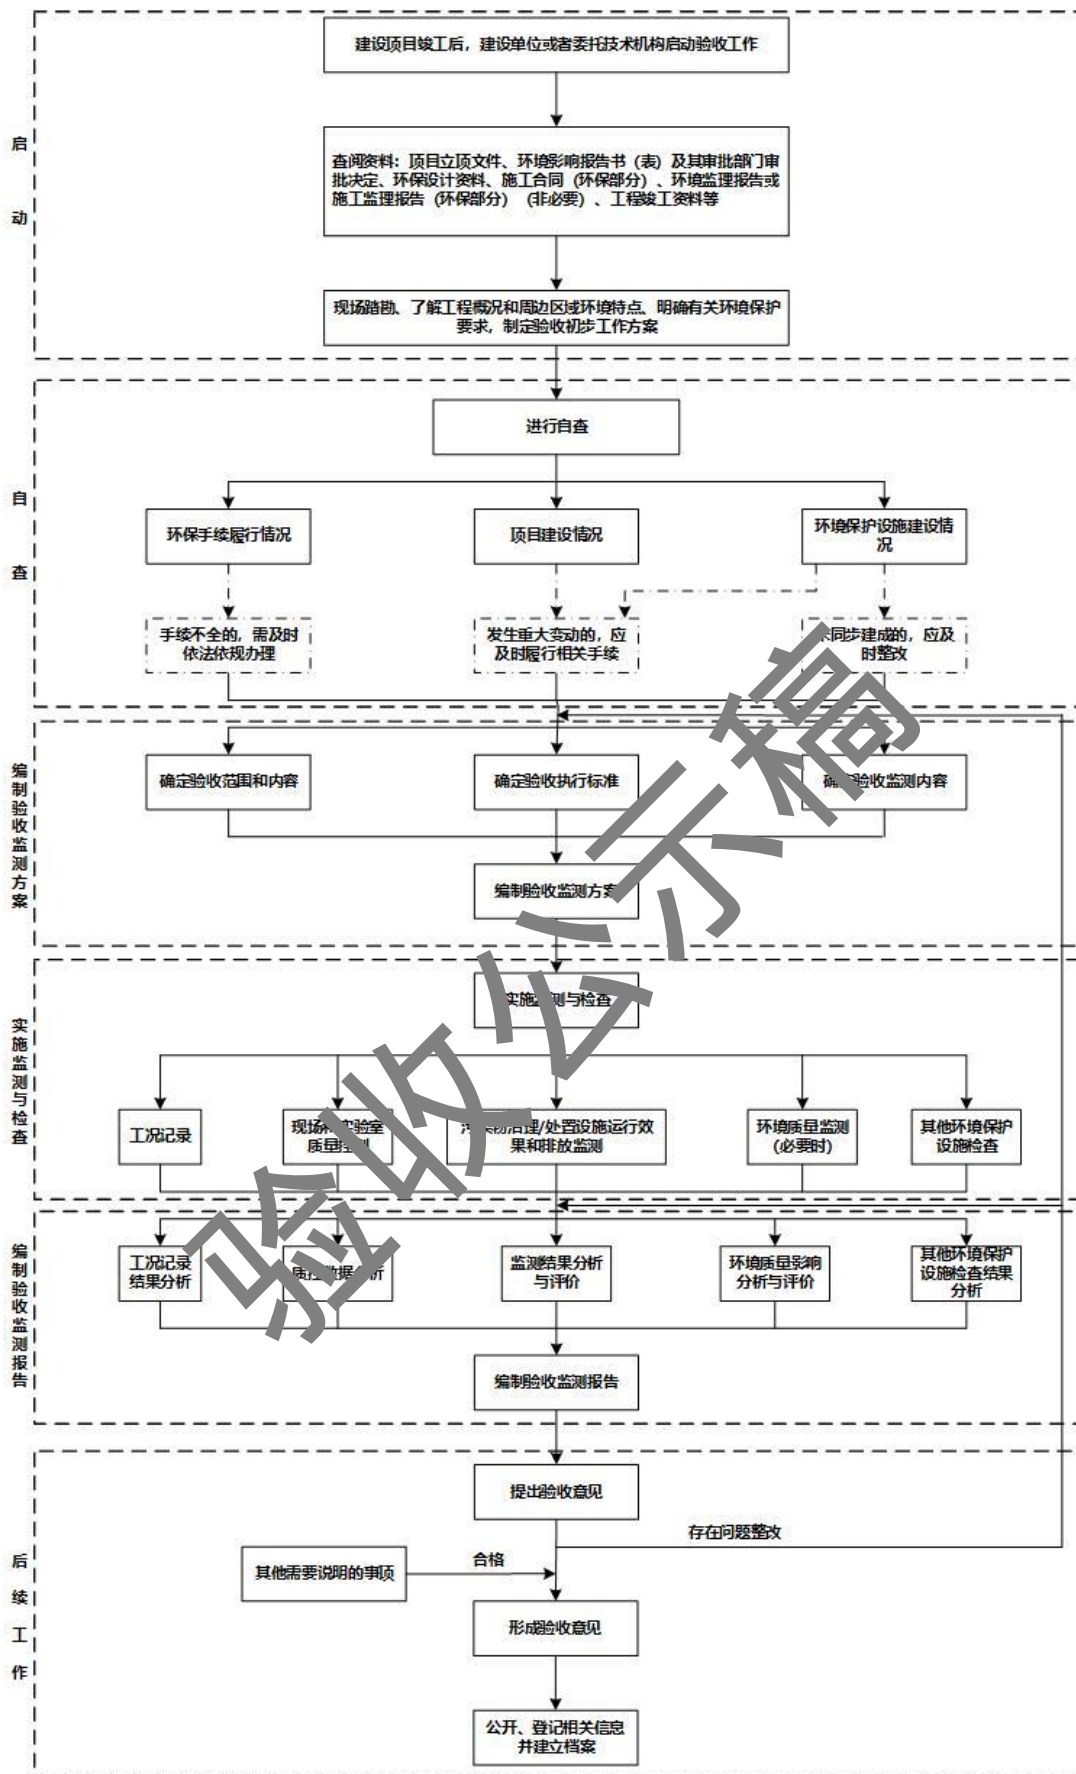 启动
建设项目竣工后，建设单位或者委托技术机构启动验收工作
查阅资料：项目立项文件、环境影响报告书（表）及其审批部门审
批决定、环保设计资料、施工合同（环保部分）、环境监理报告或
施工监理报告（环保部分）（非必要）、工程竣工资料等
现场踏勘、了解工程概况和周边区域环境特点、明确有关环境保护
要求，制定验收初步工作方案
自查
进行自查
环保手续履行情况
项目建设情况
环境保护设施建设情
况
手续不全的，需及时
依法依规办理
发生重大变动的，应
及时履行相关手续
同步建成的，应及
时整改
编制验收监测方案
确定验收范围和内容
确定验收执行标准
确定验收监测内容
编制验收监测方案
实施监测与检查
实施监测与检查
工况记录
现场和实验室
质量控制
污染物治理/处置设施运行效
果和排放监测
环境质量监测
(必要时)
其他环境保护
设施检查
编制验收监测报告
工况记录
结果分析
质控数据分析
监测结果分析
与评价
环境质量影响
分析与评价
其他环境保护
设施检查结果
分析
编制验收监测报告
后续工作
提出验收意见
存在问题整改
其他需要说明的事项
合格
形成验收意见
公开、登记相关信息
并建立档案
验收公示稿